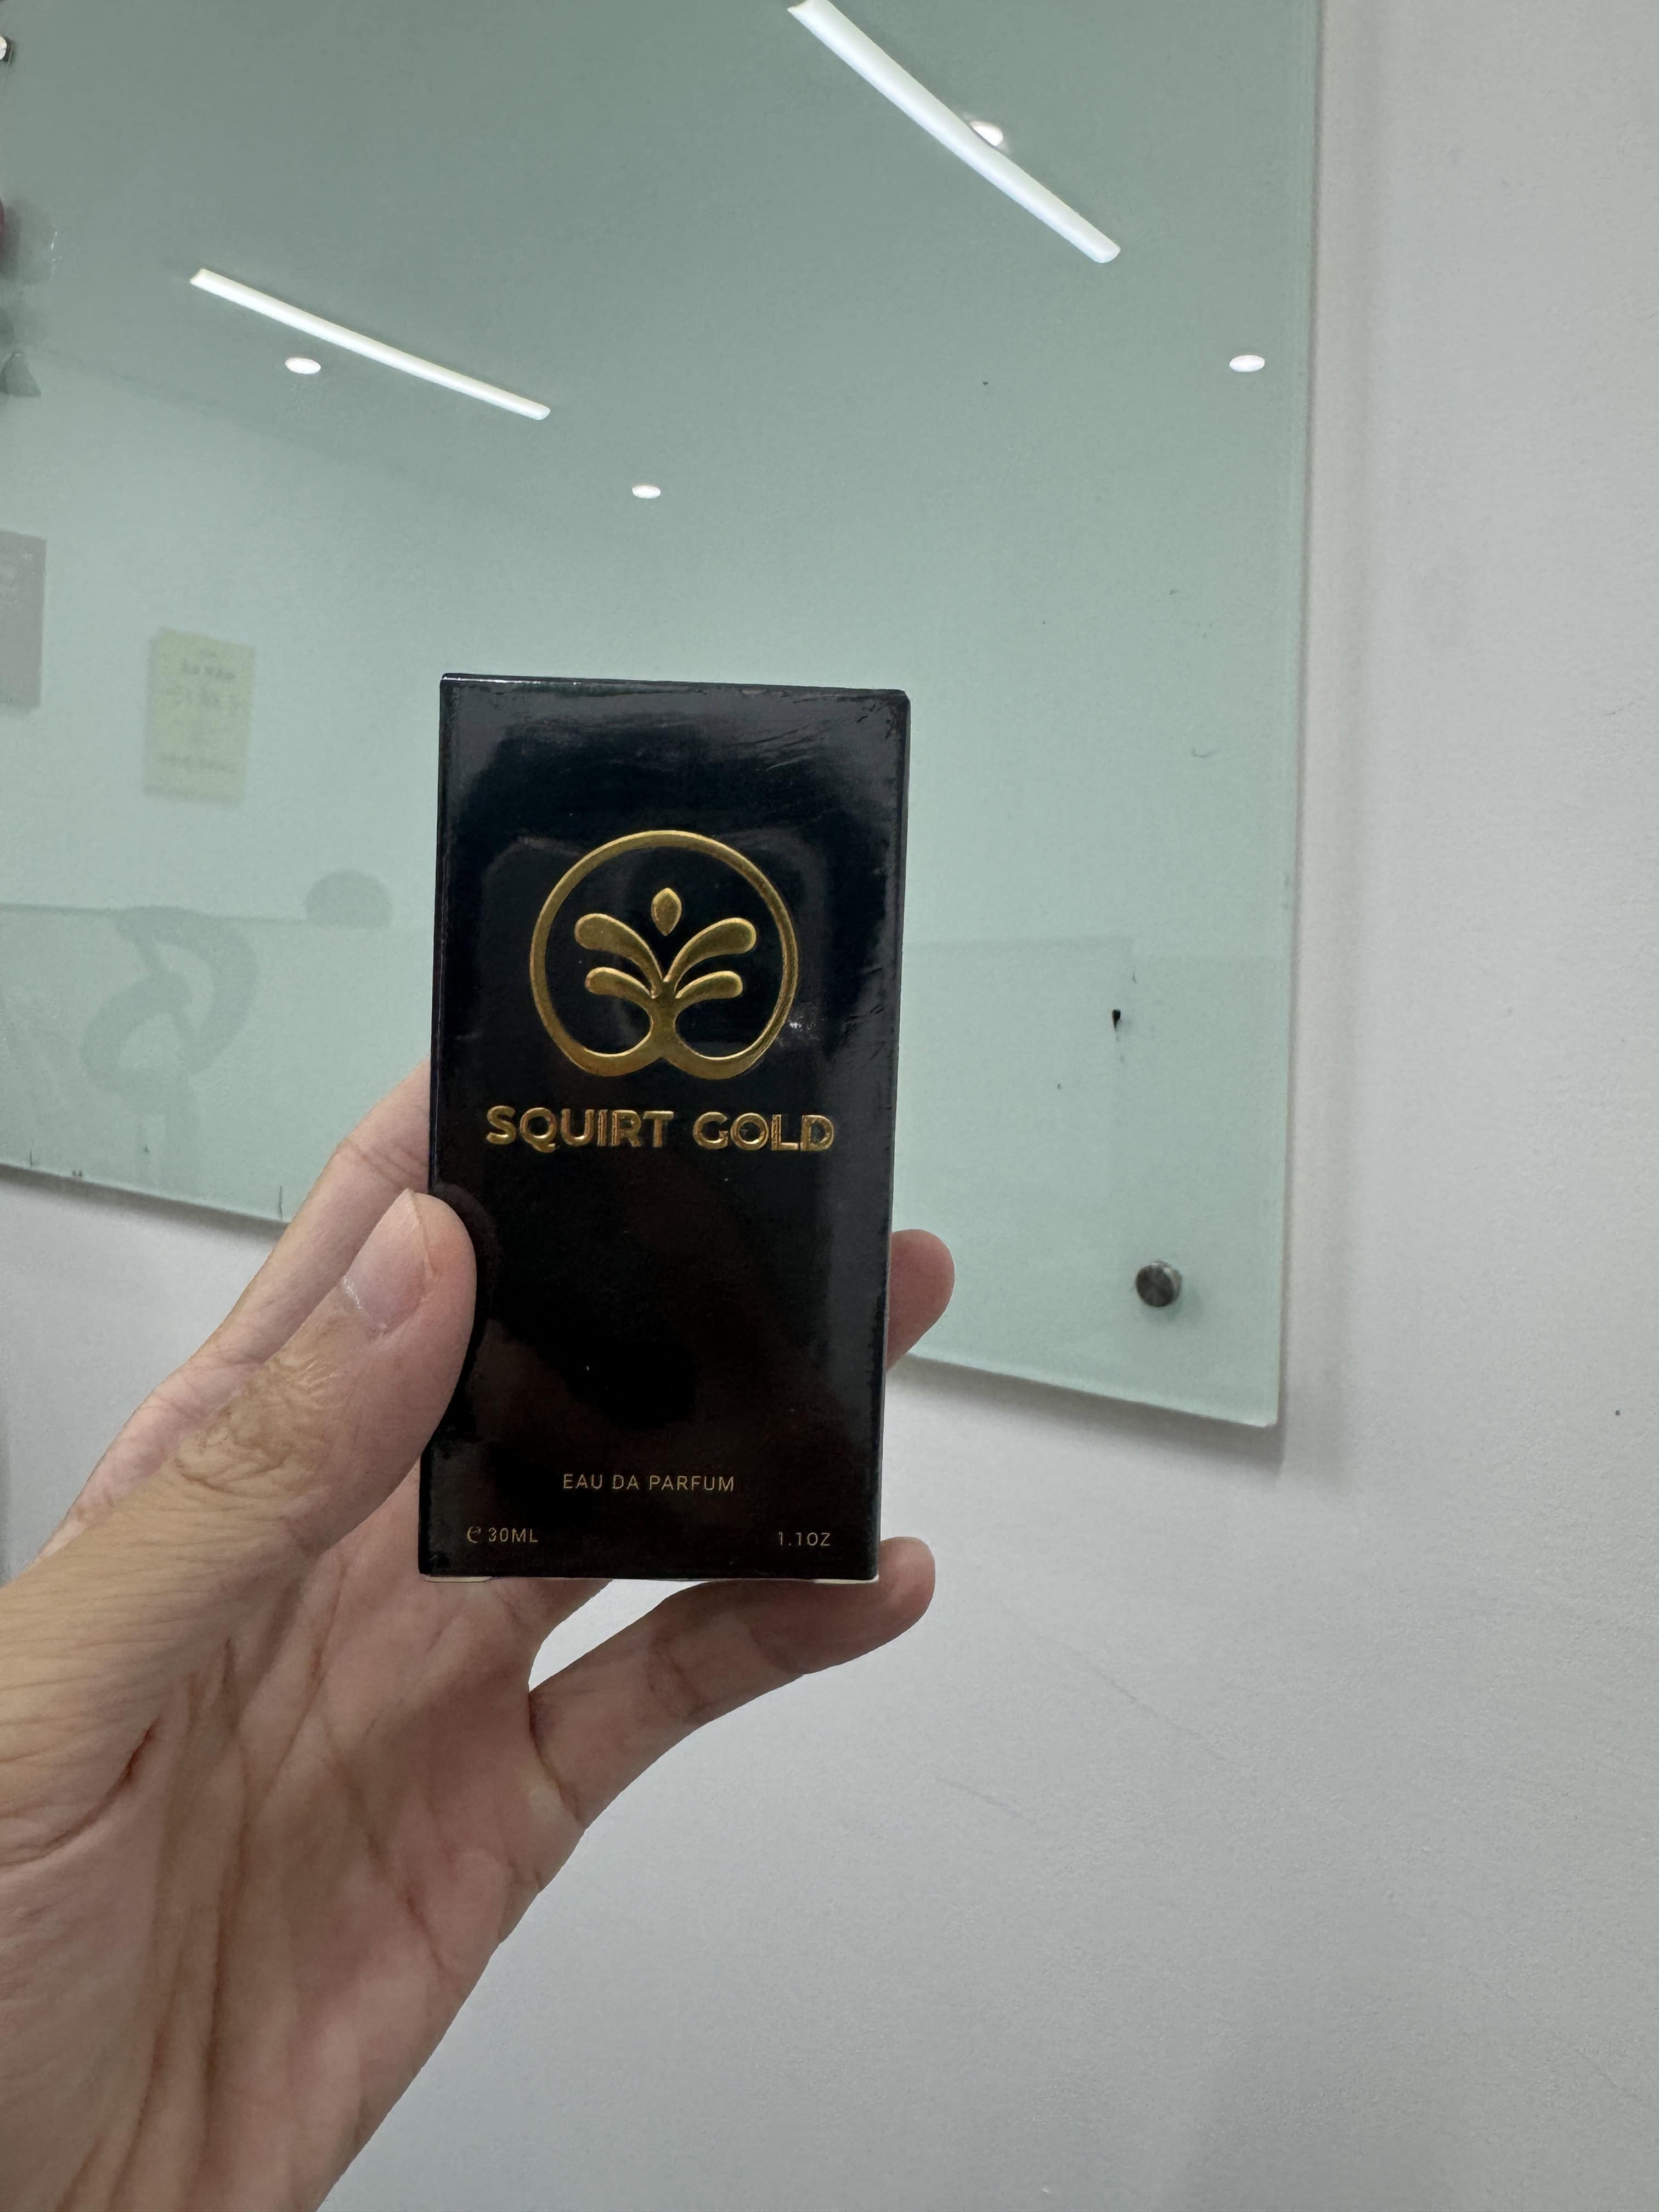 SQUIRT GOLD
EAU DA PARFUM
℮ 30ML 1.1OZ